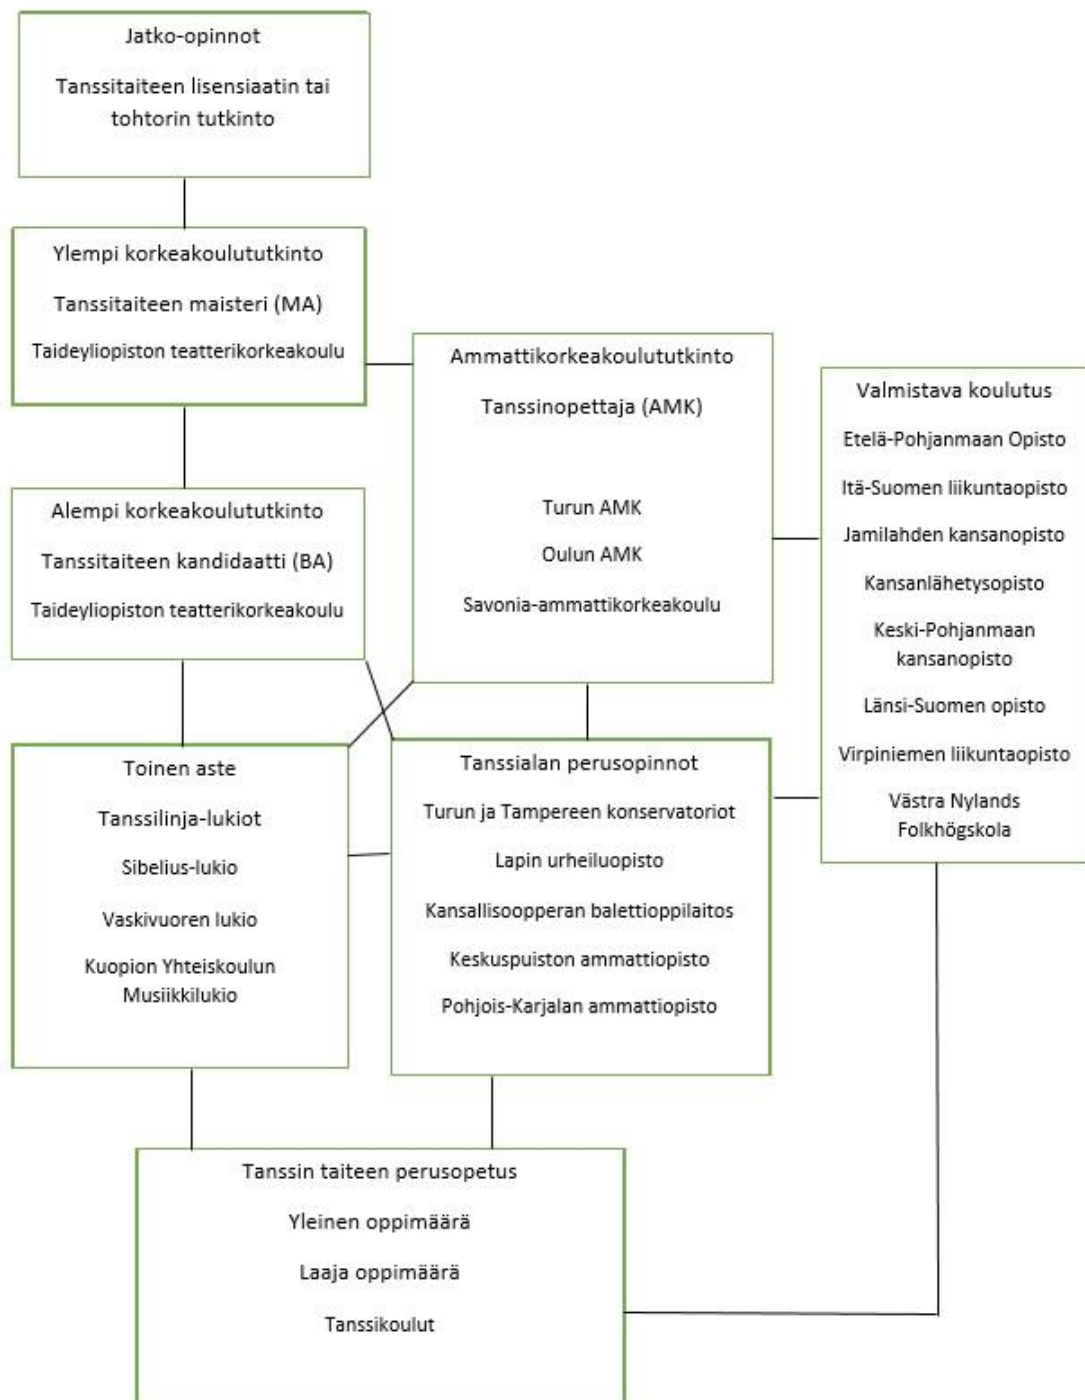 Jatko-opinnot
Tanssitaiteen lisensiaatin tai
tohtorin tutkinto
Ylempi korkeakoulututkinto
Tanssitaiteen maisteri (MA)
Taideyliopiston teatterikorkeakoulu
Ammattikorkeakoulututkinto
Tanssinopettaja (AMK)
Turun AMK
Oulun AMK
Savonia-ammattikorkeakoulu
Valmistava koulutus
Etelä-Pohjanmaan Opisto
Itä-Suomen liikuntaopisto
Jamilahden kansanopisto
Kansanlähetysopisto
Keski-Pohjanmaan
kansanopisto
Länsi-Suomen opisto
Virpiniemen liikuntaopisto
Västra Nylands
Folkhögskola
Alempi korkeakoulututkinto
Tanssitaiteen kandidaatti (BA)
Taideyliopiston teatterikorkeakoulu
Toinen aste
Tanssilinja-lukiot
Sibelius-lukio
Vaskivuoren lukio
Kuopion Yhteiskoulun
Musiikkilukio
Tanssialan perusopinnot
Turun ja Tampereen konservatoriot
Lapin urheiluopisto
Kansallisoopperan balettioppilaitos
Keskuspuiston ammattiopisto
Pohjois-Karjalan ammattiopisto
Tanssin taiteen perusopetus
Yleinen oppimäärä
Laaja oppimäärä
Tanssikoulut